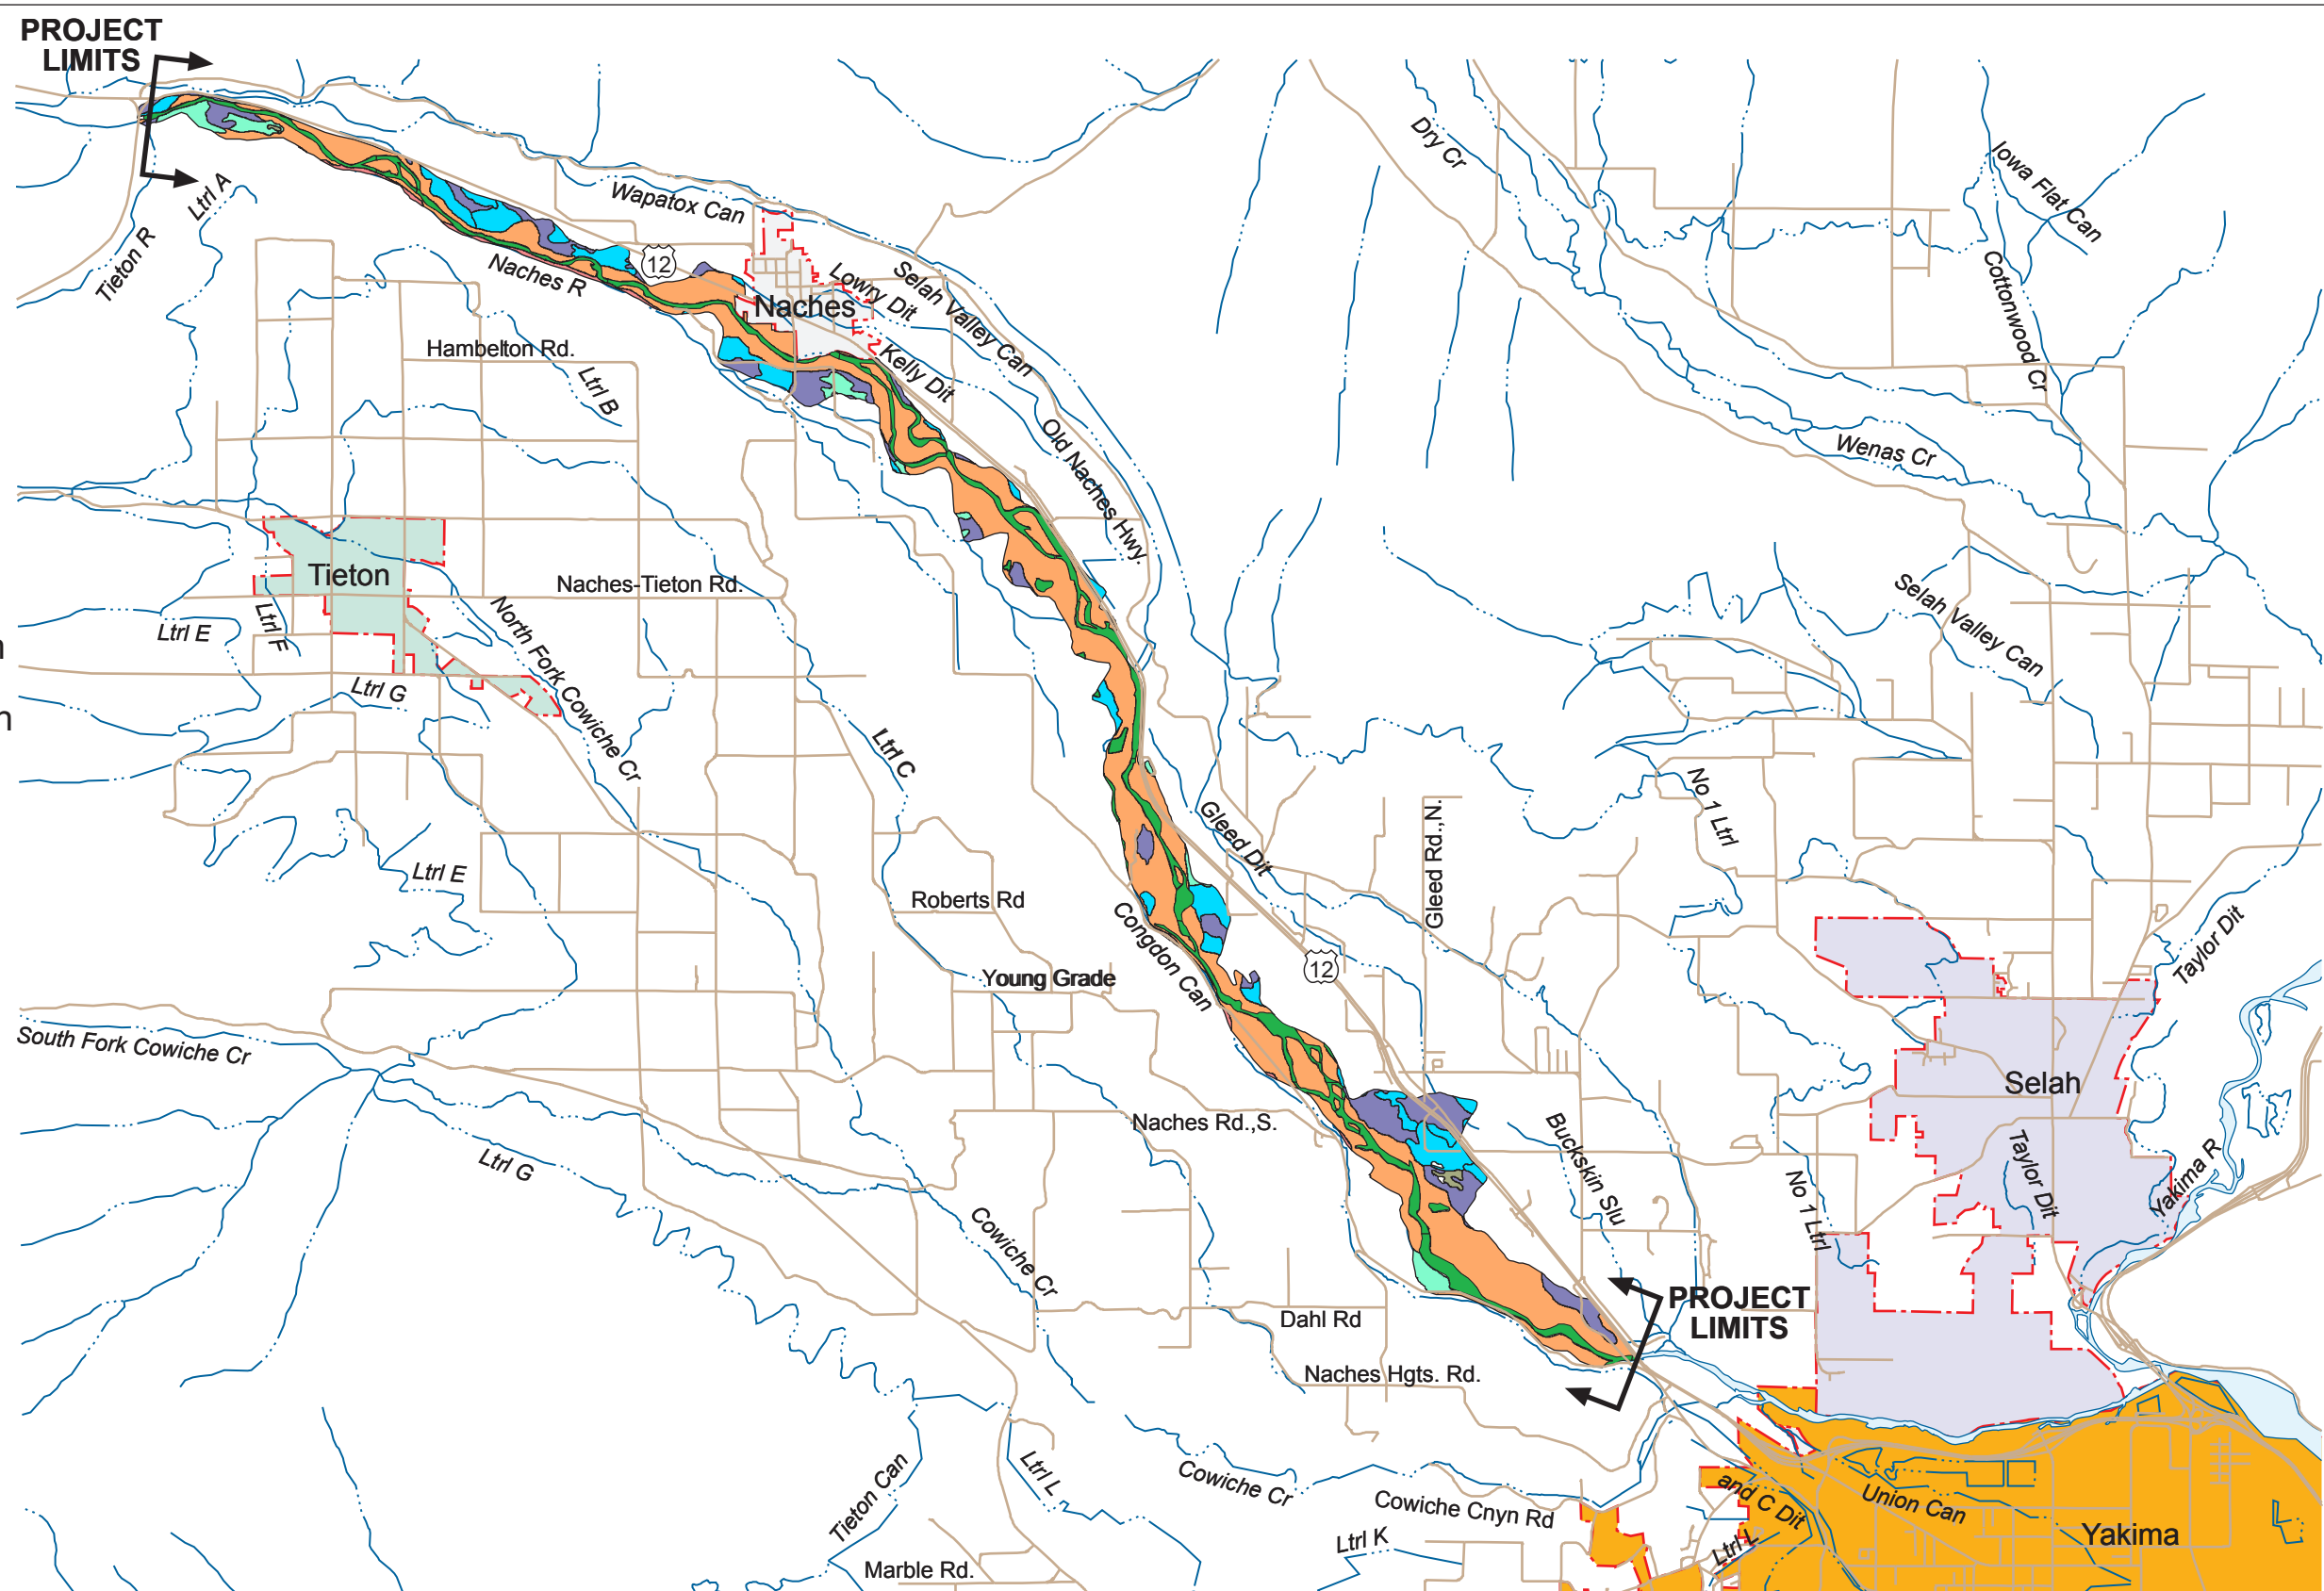 PROJECT
LIMITS
Ltrl A
Tieton R
Wapatox Can
Naches R
12
Naches
Lowry Dit
Selah Valley Can
Kelly Dit
Old Naches Hwy.
Dry Cr
Iowa Flat Can
Cottonwood Cr
Wenas Cr
Hambelton Rd.
Ltrl B
Tieton
Naches-Tieton Rd.
Ltrl E
Ltrl F
North Fork Cowiche Cr
Ltrl G
Ltrl C
Selah Valley Can
No 1 Ltrl
Gleed Dit
Gleed Rd.,N.
Ltrl E
Roberts Rd
Congdon Can
12
Young Grade
Taylor Dit
South Fork Cowiche Cr
Selah
Naches Rd.,S.
Ltrl G
Buckskin Slu
No 1 Ltrl
Taylor Dit
Yakima R
Cowiche Cr
PROJECT
LIMITS
Dahl Rd
Naches Hgts. Rd.
Tieton Can
Ltrl L
Cowiche Cr
Cowiche Cnyn Rd
and C Dit
Union Can
Yakima
Ltrl K
Ltrl L
Marble Rd.